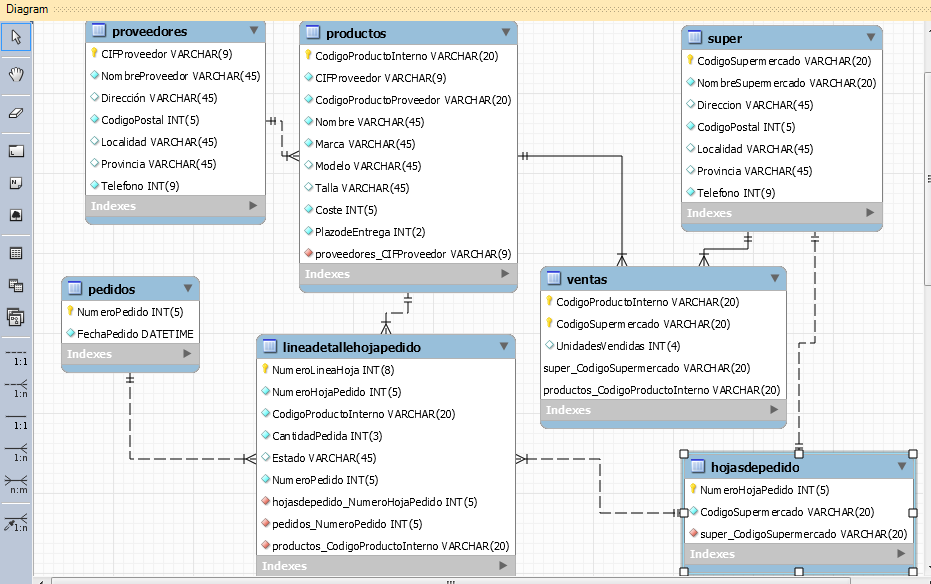 Diagram
proveedores
CIFProveedor VARCHAR(9)
NombreProveedor VARCHAR(45)
Dirección VARCHAR(45)
CodigoPostal INT(5)
Localidad VARCHAR(45)
Provincia VARCHAR(45)
Telefono INT(9)
Indexes
productos
CodigoProductoInterno VARCHAR(20)
CIFProveedor VARCHAR(9)
CodigoProductoProveedor VARCHAR(20)
Nombre VARCHAR(45)
Marca VARCHAR(45)
Modelo VARCHAR(45)
Talla VARCHAR(45)
Coste INT(5)
PlazodeEntrega INT(2)
proveedores_CIFProveedor VARCHAR(9)
Indexes
super
CodigoSupermercado VARCHAR(20)
NombreSupermercado VARCHAR(20)
Direccion VARCHAR(45)
CodigoPostal INT(5)
Localidad VARCHAR(45)
Provincia VARCHAR(45)
Telefono INT(9)
Indexes
pedidos
NumeroPedido INT(5)
FechaPedido DATETIME
Indexes
lineadetallehojapedido
NumeroLineaHoja INT(8)
NumeroHojaPedido INT(5)
CodigoProductoInterno VARCHAR(20)
CantidadPedida INT(3)
Estado VARCHAR(45)
NumeroPedido INT(5)
hojasdepedido_NumeroHojaPedido INT(5)
pedidos_NumeroPedido INT(5)
productos_CodigoProductoInterno VARCHAR(20)
Indexes
ventas
CodigoProductoInterno VARCHAR(20)
CodigoSupermercado VARCHAR(20)
UnidadesVendidas INT(4)
super_CodigoSupermercado VARCHAR(20)
productos_CodigoProductoInterno VARCHAR(20)
Indexes
hojasdepedido
NumeroHojaPedido INT(5)
CodigoSupermercado VARCHAR(20)
super_CodigoSupermercado VARCHAR(20)
Indexes
1:1
1:n
1:1
1:n
n:m
1:n